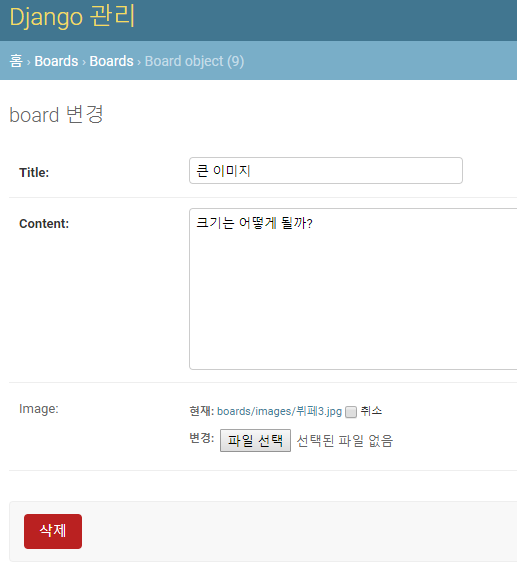 Django 관리
홈 › Boards › Boards › Board object (9)
board 변경
Title: 큰 이미지
Content: 크기는 어떻게 될까?
Image: 현재: boards/images/뷔페3.jpg 취소
변경: 파일 선택 선택된 파일 없음
삭제